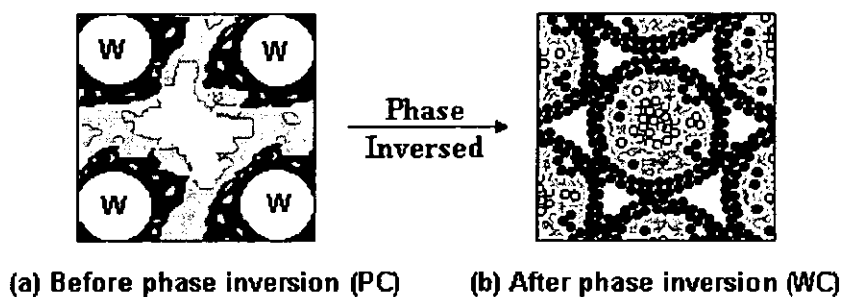 W W
W W
Phase
Inversed
(a) Before phase inversion (PC)
(b) After phase inversion (WC)